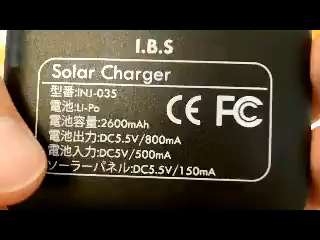 I.B.S
Solar Charger
型番:INJ-035
電池:Li-Po
電池容量:2600mAh
電池出力:DC5.5V/800mA
電池入力:DC5V/500mA
ソーラーパネル:DC5.5V/150mA
CE FC